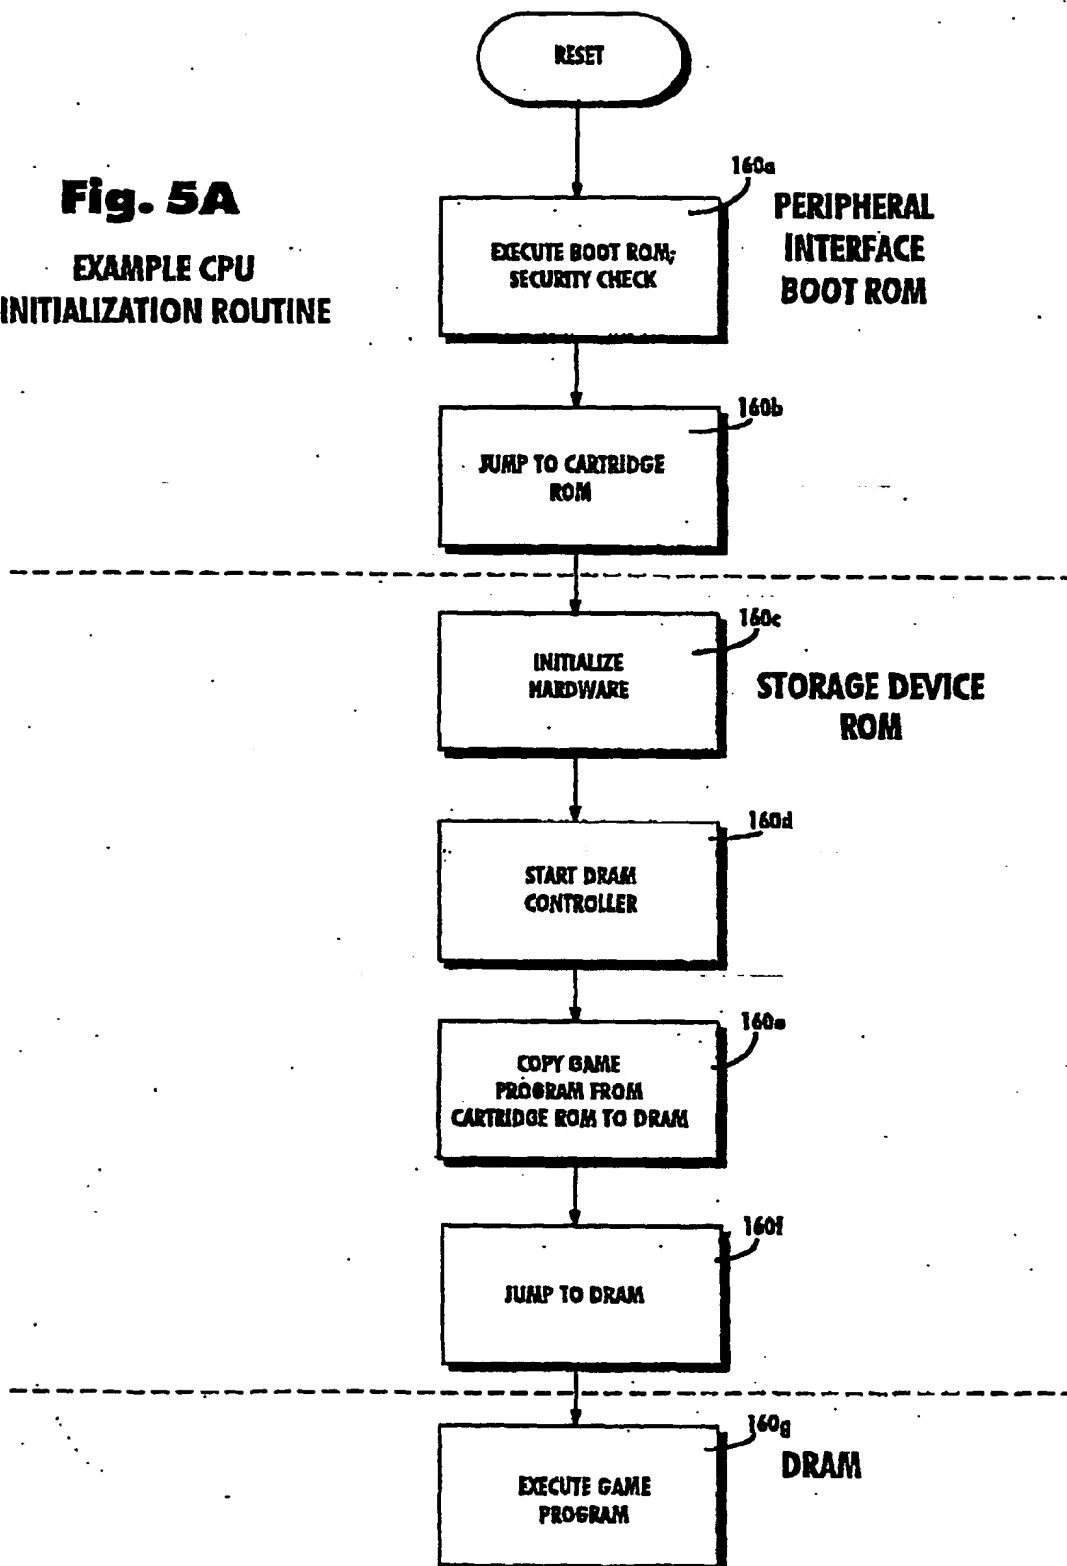 RESET
Fig. 5A
EXAMPLE CPU
INITIALIZATION ROUTINE
160a
EXECUTE BOOT ROM;
SECURITY CHECK
PERIPHERAL
INTERFACE
BOOT ROM
160b
JUMP TO CARTRIDGE
ROM
160c
INITIALIZE
HARDWARE
STORAGE DEVICE
ROM
160d
START DRAM
CONTROLLER
160e
COPY GAME
PROGRAM FROM
CARTRIDGE ROM TO DRAM
160f
JUMP TO DRAM
160g
EXECUTE GAME
PROGRAM
DRAM